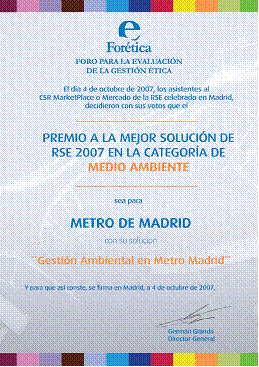 e
Forética
FORO PARA LA EVALUACIÓN
DE LA GESTIÓN ÉTICA
El día 4 de octubre de 2007, los asistentes al
CSR MarketPlace o Mercado de la RSE celebrado en Madrid,
decidieron con sus votos que el
PREMIO A LA MEJOR SOLUCIÓN DE
RSE 2007 EN LA CATEGORÍA DE
MEDIO AMBIENTE
sea para
METRO DE MADRID
con su solucion
"Gestión Ambiental en Metro Madrid"
Y para que así conste, se firma en Madrid, a 4 de octubre de 2007.
Germán Granda
Director General